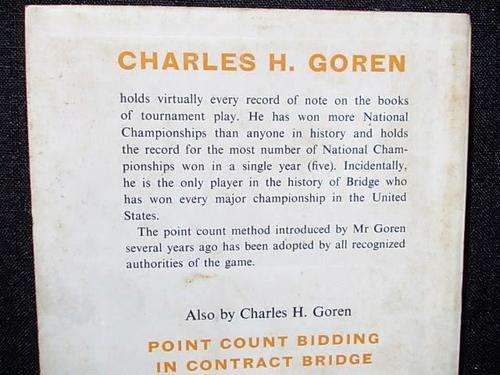 CHARLES H. GOREN
holds virtually every record of note on the books
of tournament play. He has won more National
Championships than anyone in history and holds
the record for the most number of National Cham-
pionships won in a single year (five). Incidentally,
he is the only player in the history of Bridge who
has won every major championship in the United
States.
The point count method introduced by Mr Goren
several years ago has been adopted by all recognized
authorities of the game.
Also by Charles H. Goren
POINT COUNT BIDDING
IN CONTRACT BRIDGE